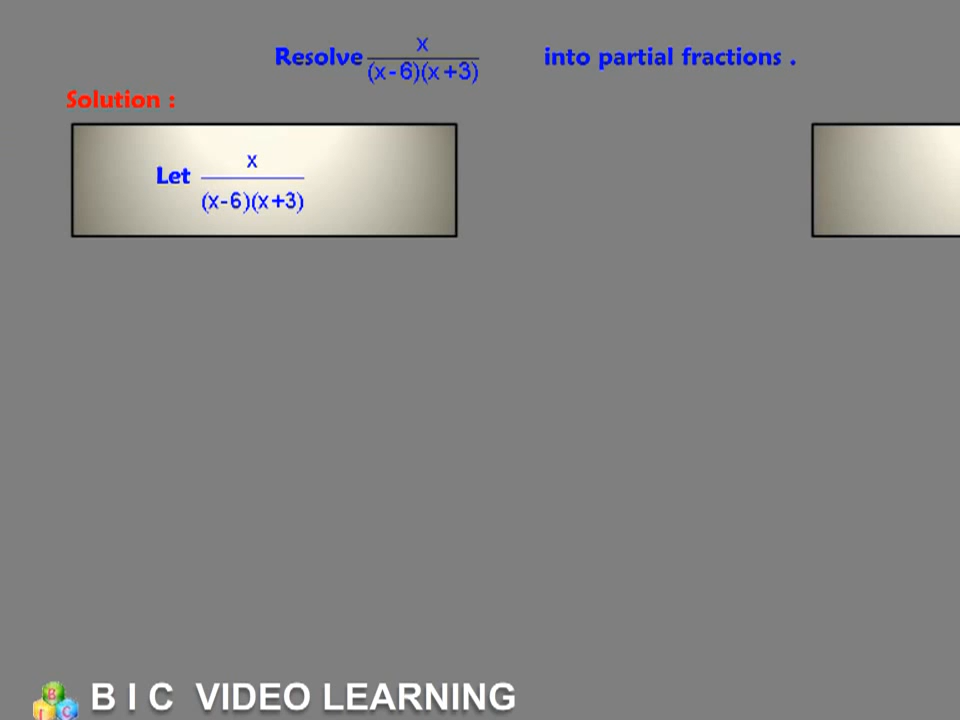 Resolve x/(x-6)(x+3) into partial fractions .
Solution :
Let x/(x-6)(x+3)
B I C
B I C VIDEO LEARNING